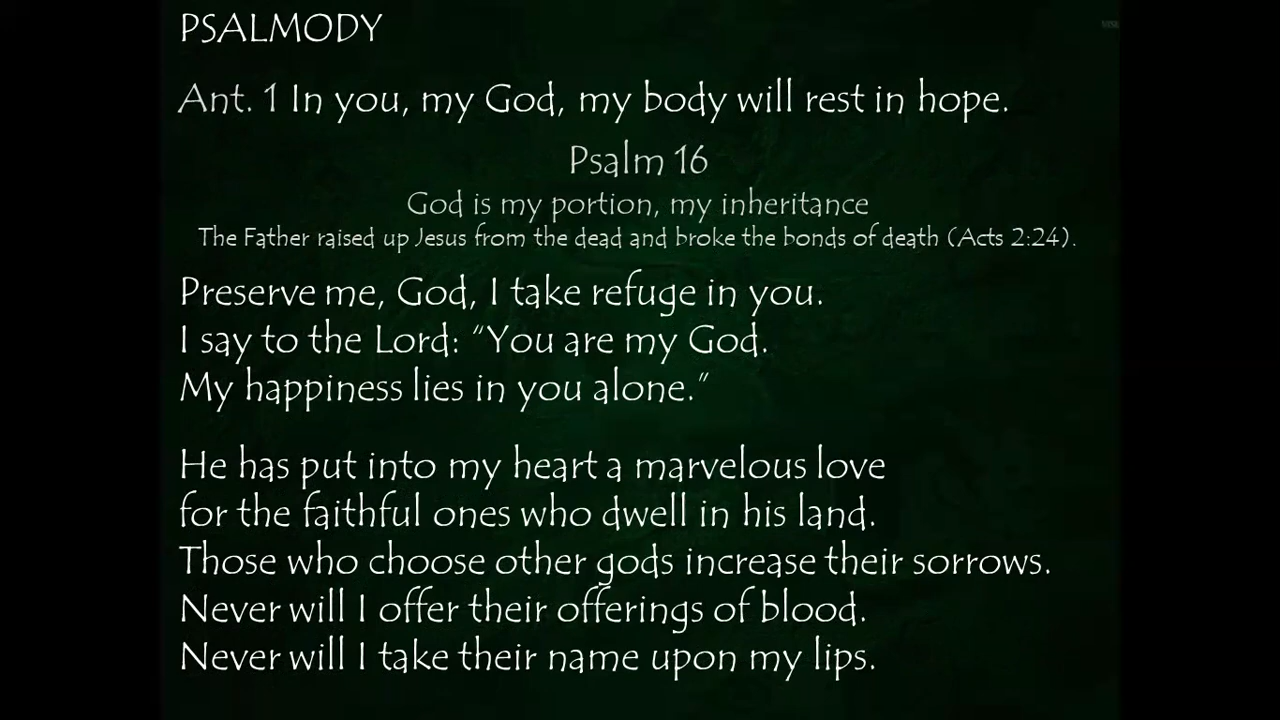 PSALMODY
Ant. 1 In you, my God, my body will rest in hope.
Psalm 16
God is my portion, my inheritance
The Father raised up Jesus from the dead and broke the bonds of death (Acts 2:24).
Preserve me, God, I take refuge in you.
I say to the Lord: “You are my God.
My happiness lies in you alone.”
He has put into my heart a marvelous love
for the faithful ones who dwell in his land.
Those who choose other gods increase their sorrows.
Never will I offer their offerings of blood.
Never will I take their name upon my lips.